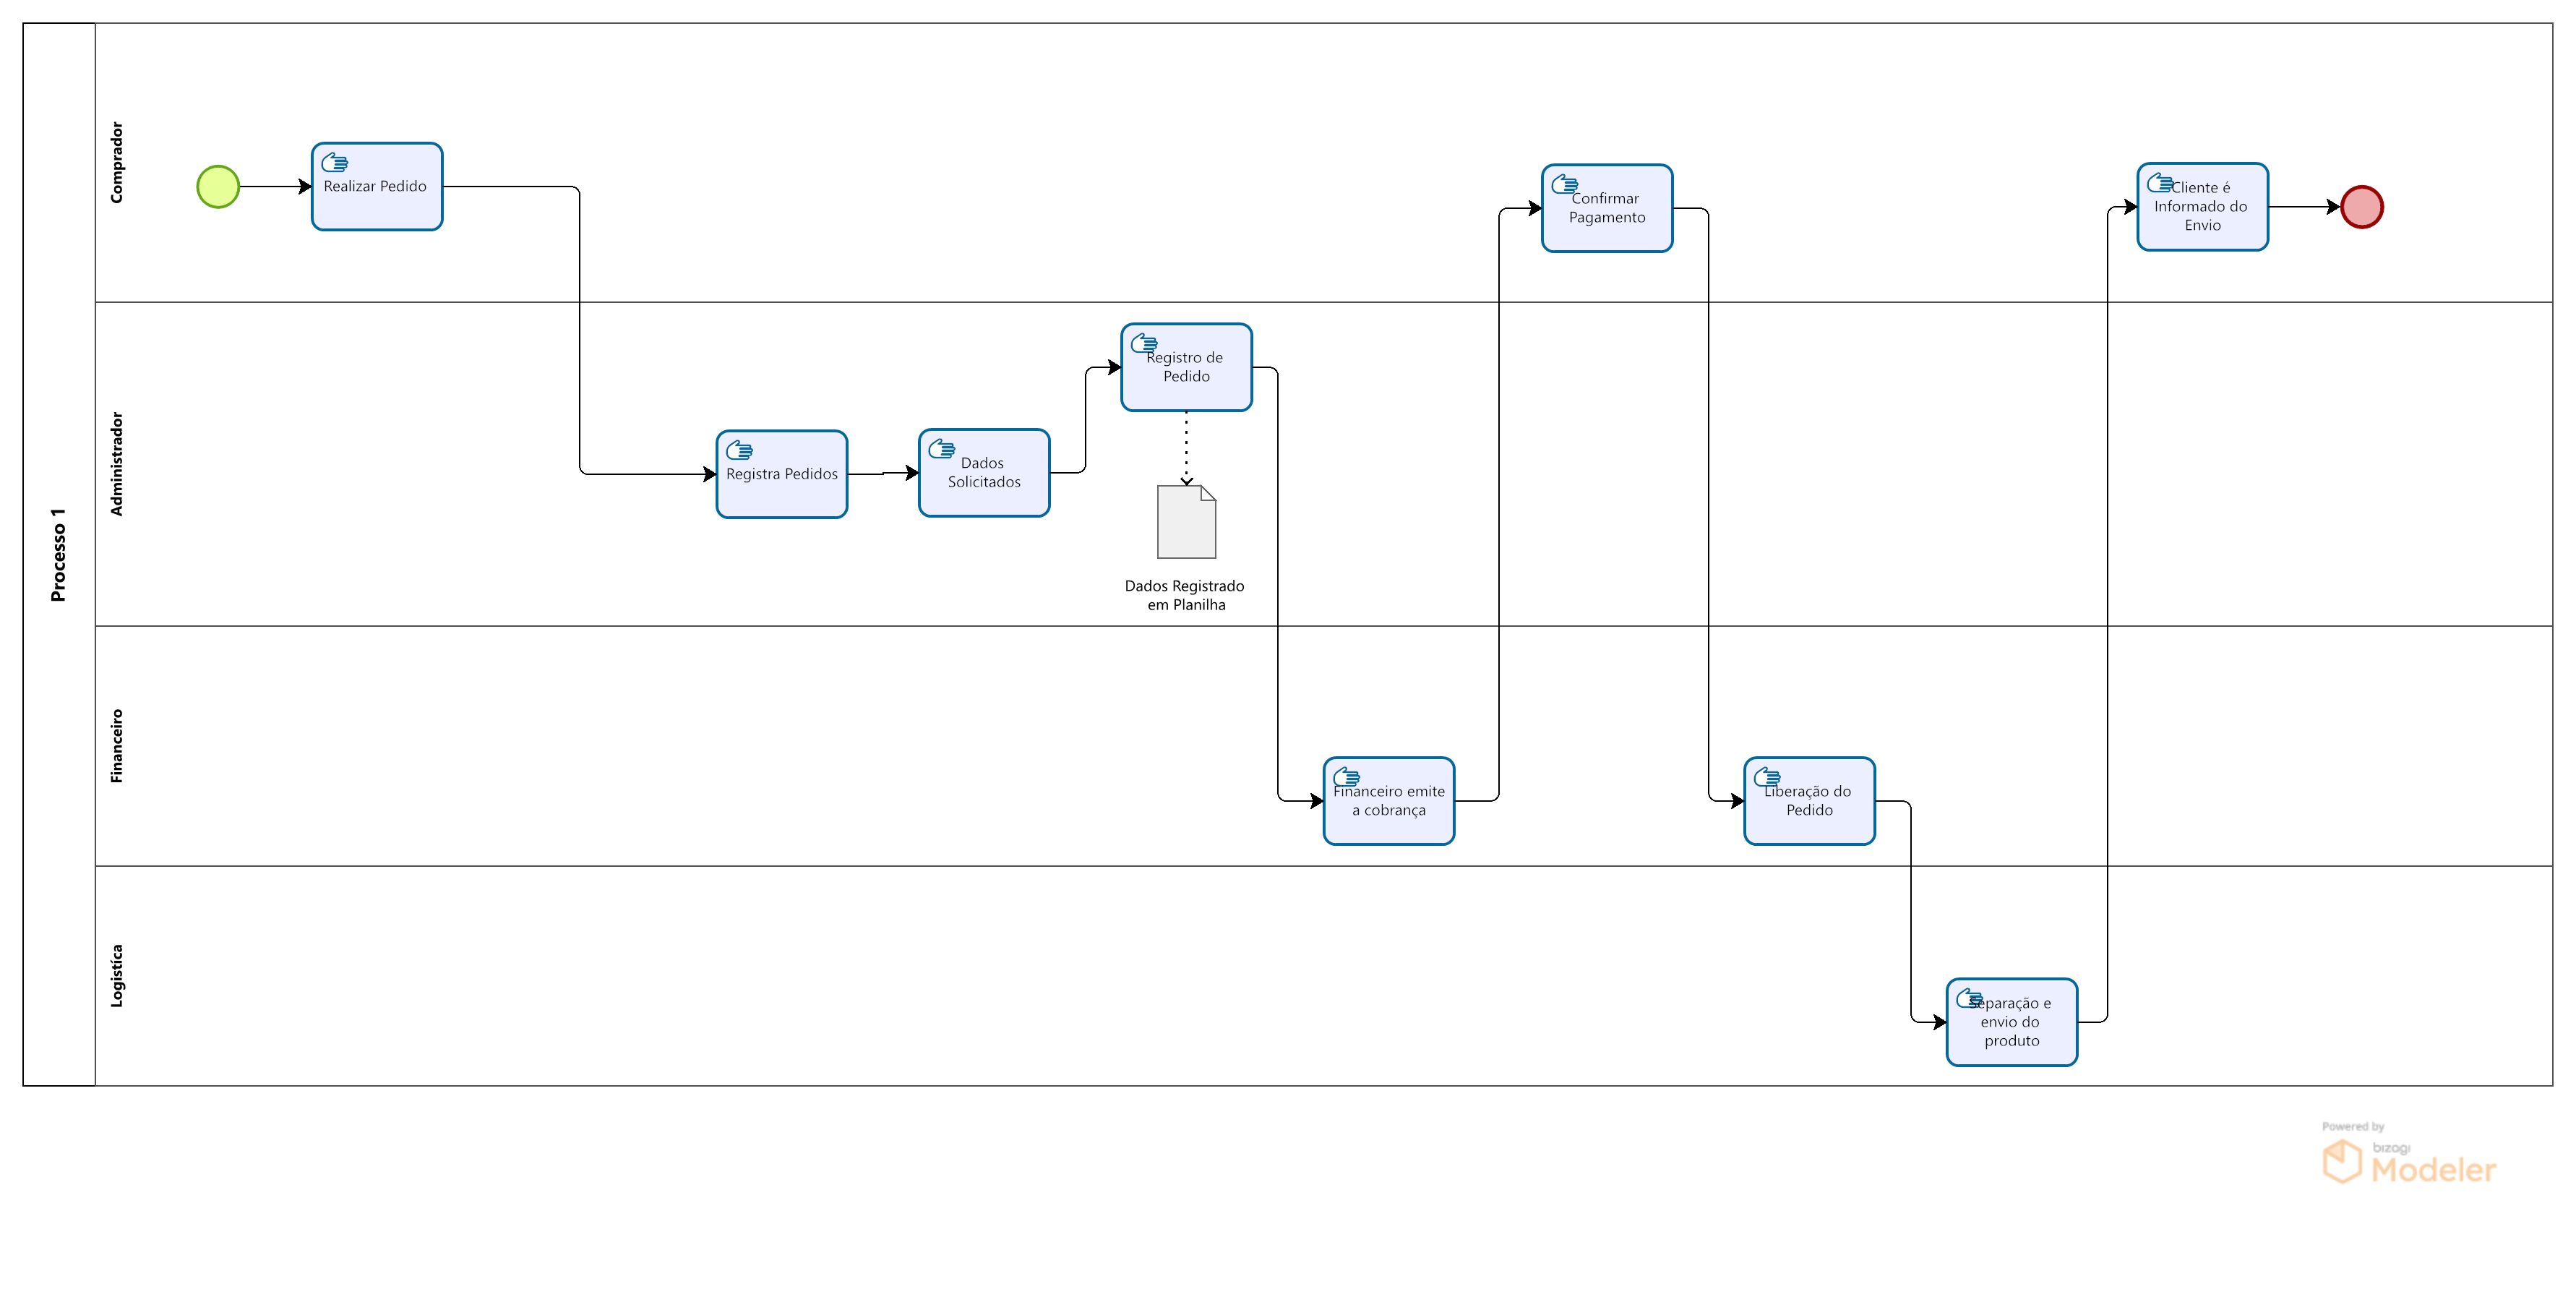 Processo 1
Comprador
Realizar Pedido
Confirmar
Pagamento
Cliente é
Informado do
Envio
Administrador
Registro de
Pedido
Registra Pedidos
Dados
Solicitados
Dados Registrado
em Planilha
Financeiro
Financeiro emite
a cobrança
Liberação do
Pedido
Logistíca
Separação e
envio do
produto
Powered by
bizagi
Modeler